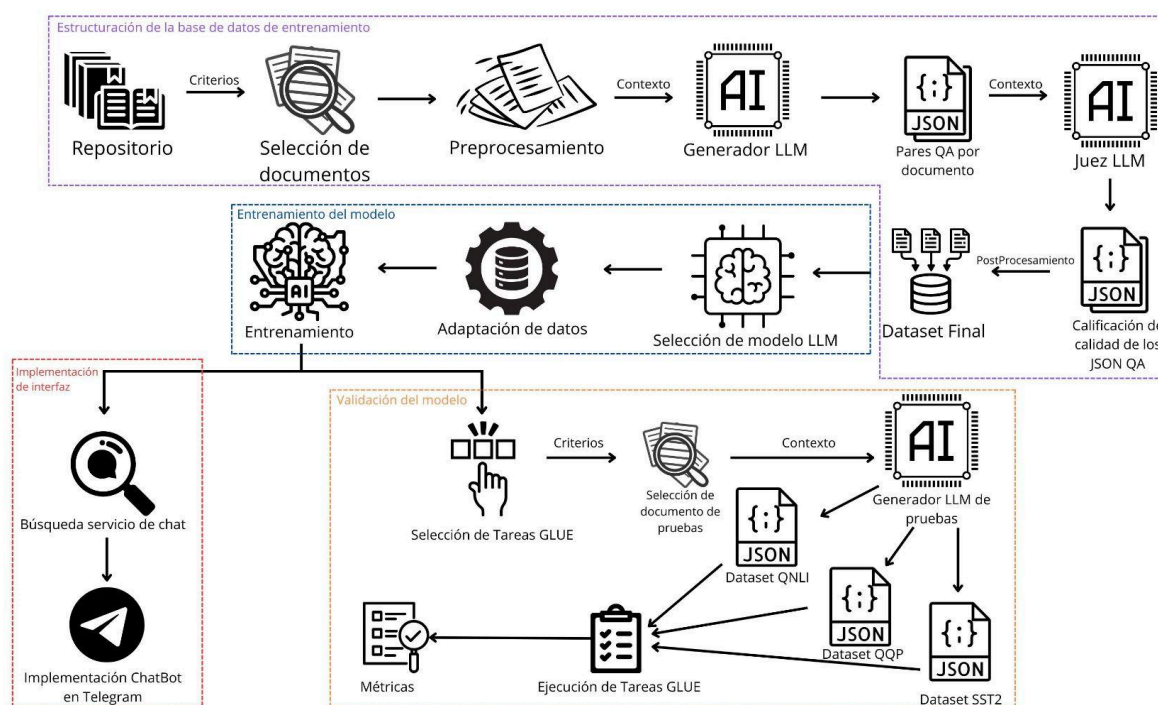 Estructuración de la base de datos de entrenamiento
Criterios
Contexto
Contexto
AI
{;}
JSON
AI
Repositorio
Selección de
documentos
Preprocesamiento
Generador LLM
Pares QA por
documento
Juez LLM
Entrenamiento del modelo
AI
Entrenamiento
Adaptación de datos
Selección de modelo LLM
PostProcesamiento
{;}
JSON
Dataset Final
Calificación de
calidad de los
JSON QA
Implementación
de interfaz
Búsqueda servicio de chat
Implementación ChatBot
en Telegram
Validación del modelo
Criterios
Contexto
AI
Selección de Tareas GLUE
Selección de
documento de
pruebas
Generador LLM de
pruebas
{;}
JSON
Dataset QNLI
{;}
JSON
Dataset QQP
{;}
JSON
Dataset SST2
Métricas
Ejecución de Tareas GLUE